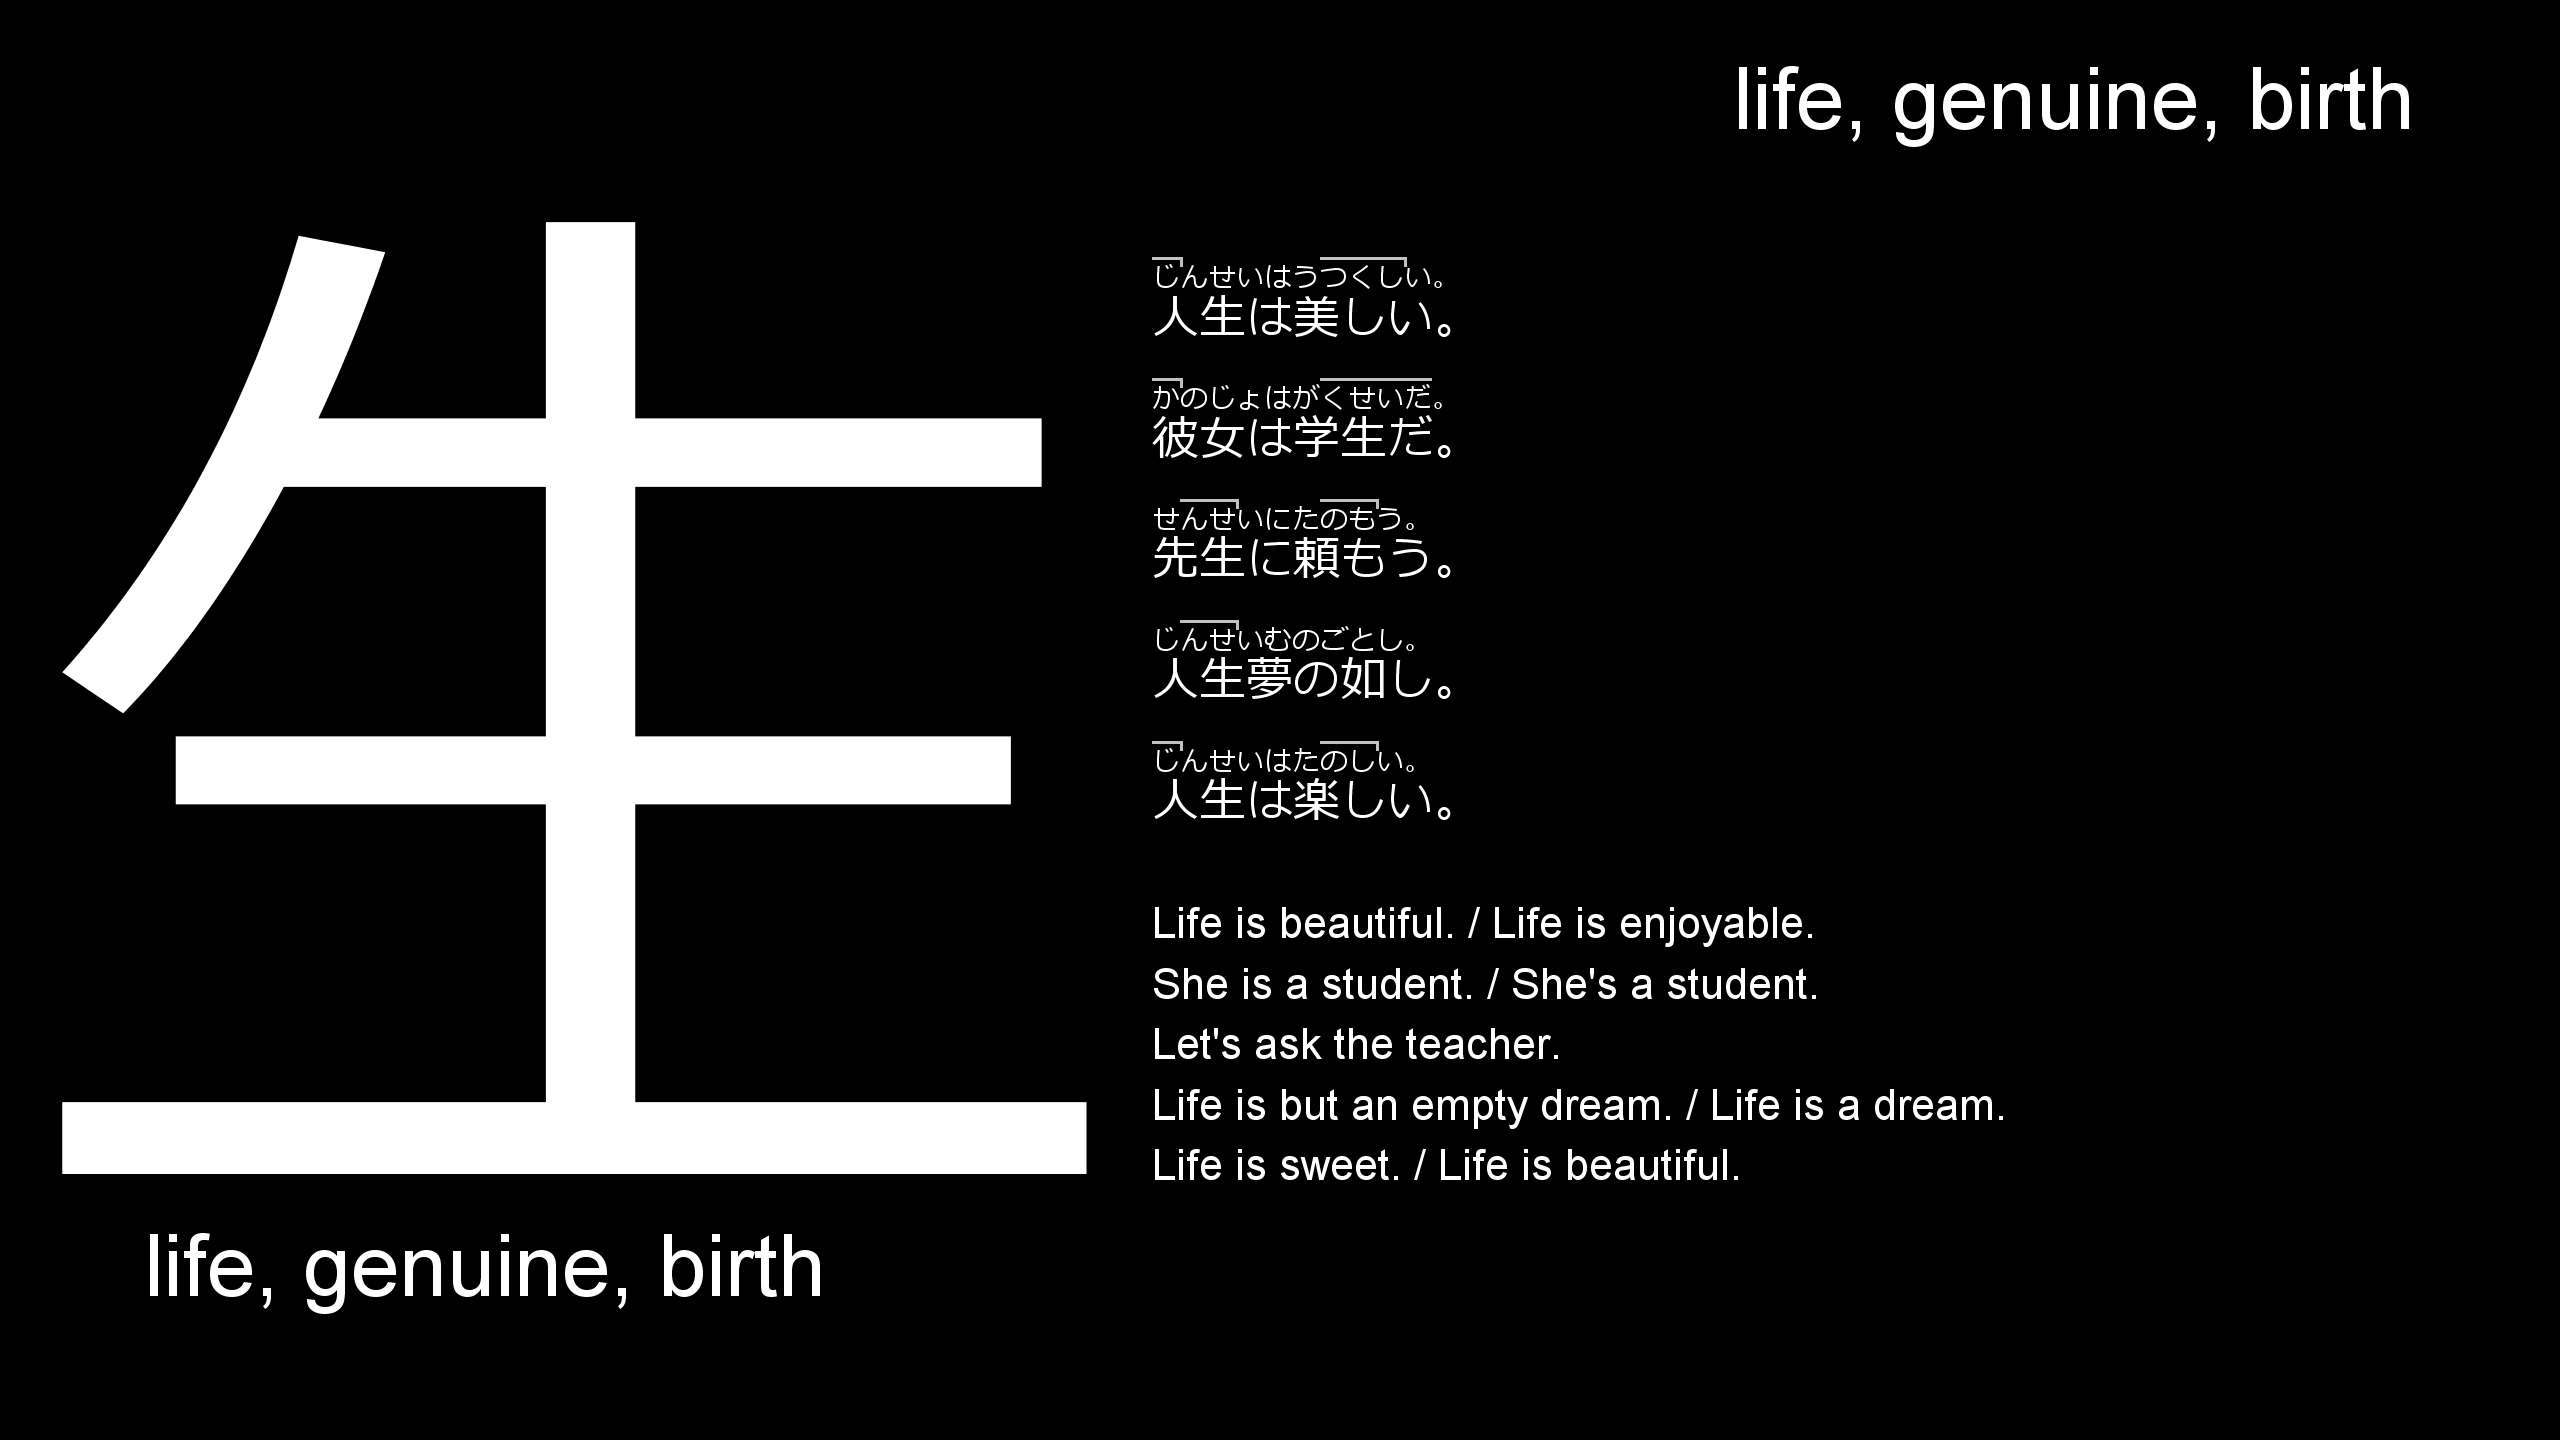 life, genuine, birth
生
じんせいはうつくしい。
人生は美しい。
かのじょはがくせいだ。
彼女は学生だ。
せんせいにたのもう。
先生に頼もう。
じんせいむのごとし。
人生夢の如し。
じんせいはたのしい。
人生は楽しい。
Life is beautiful. / Life is enjoyable.
She is a student. / She's a student.
Let's ask the teacher.
Life is but an empty dream. / Life is a dream.
Life is sweet. / Life is beautiful.
life, genuine, birth